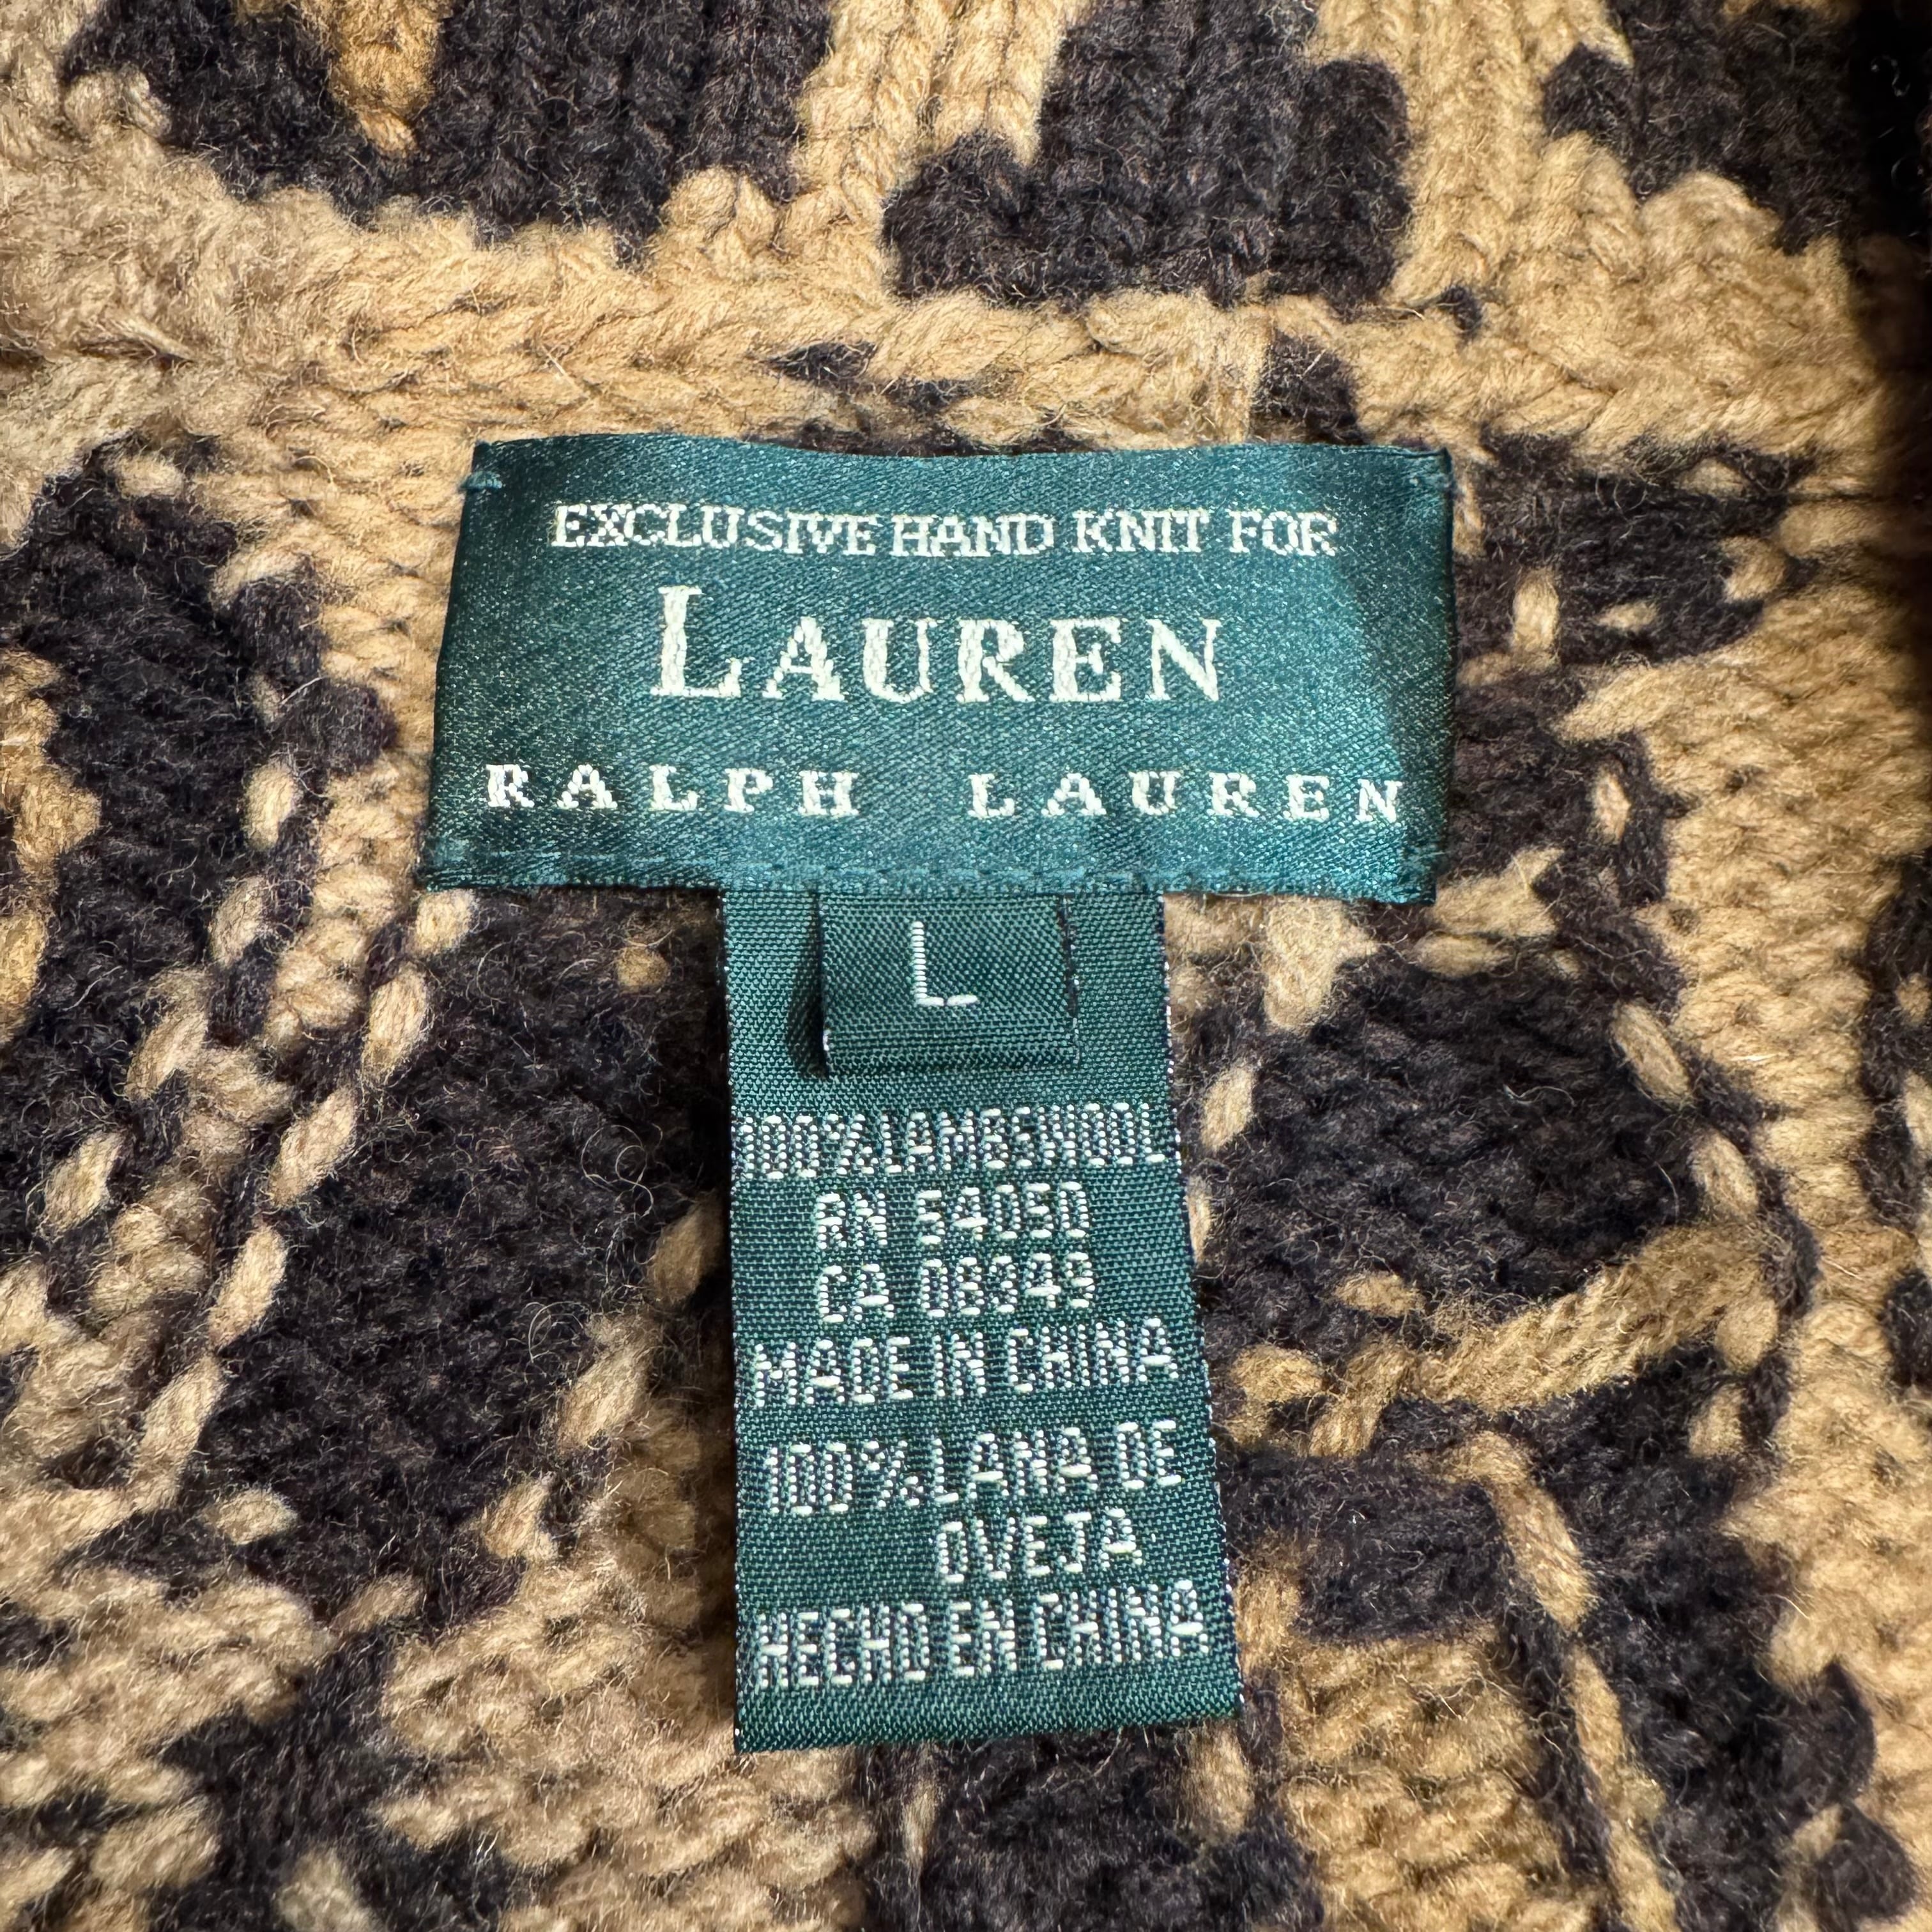 EXCLUSIVE HAND KNIT FOR
LAUREN
RALPH LAUREN
L
100% LAMBSWOOL
RN 54050
CA 06349
MADE IN CHINA
100% LANA DE
OVEJA
HECHO EN CHINA